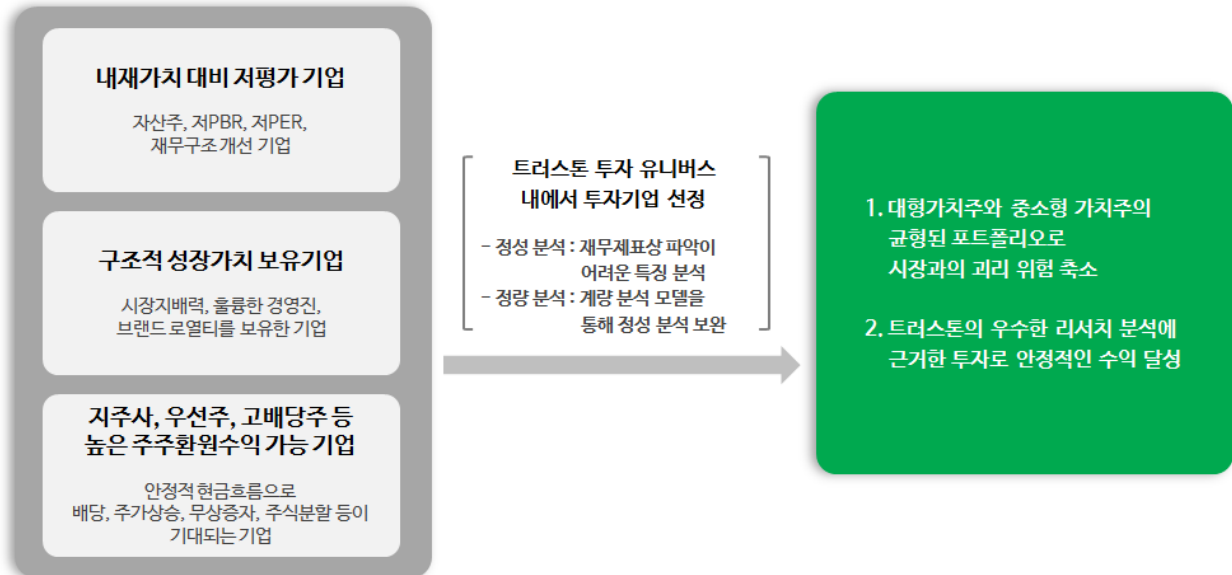 내재가치 대비 저평가 기업
자산주, 저PBR, 저PER,
재무구조 개선 기업
구조적 성장가치 보유기업
시장지배력, 훌륭한 경영진,
브랜드 로열티를 보유한 기업
지주사, 우선주, 고배당주 등
높은 주주환원수익 가능 기업
안정적 현금흐름으로
배당, 주가상승, 무상증자, 주식분할 등이
기대되는 기업
트러스톤 투자 유니버스
내에서 투자기업 선정
- 정성 분석 : 재무제표상 파악이
어려운 특징 분석
- 정량 분석 : 계량 분석 모델을
통해 정성 분석 보완
1. 대형가치주와 중소형 가치주의
균형된 포트폴리오로
시장과의 괴리 위험 축소
2. 트러스톤의 우수한 리서치 분석에
근거한 투자로 안정적인 수익 달성